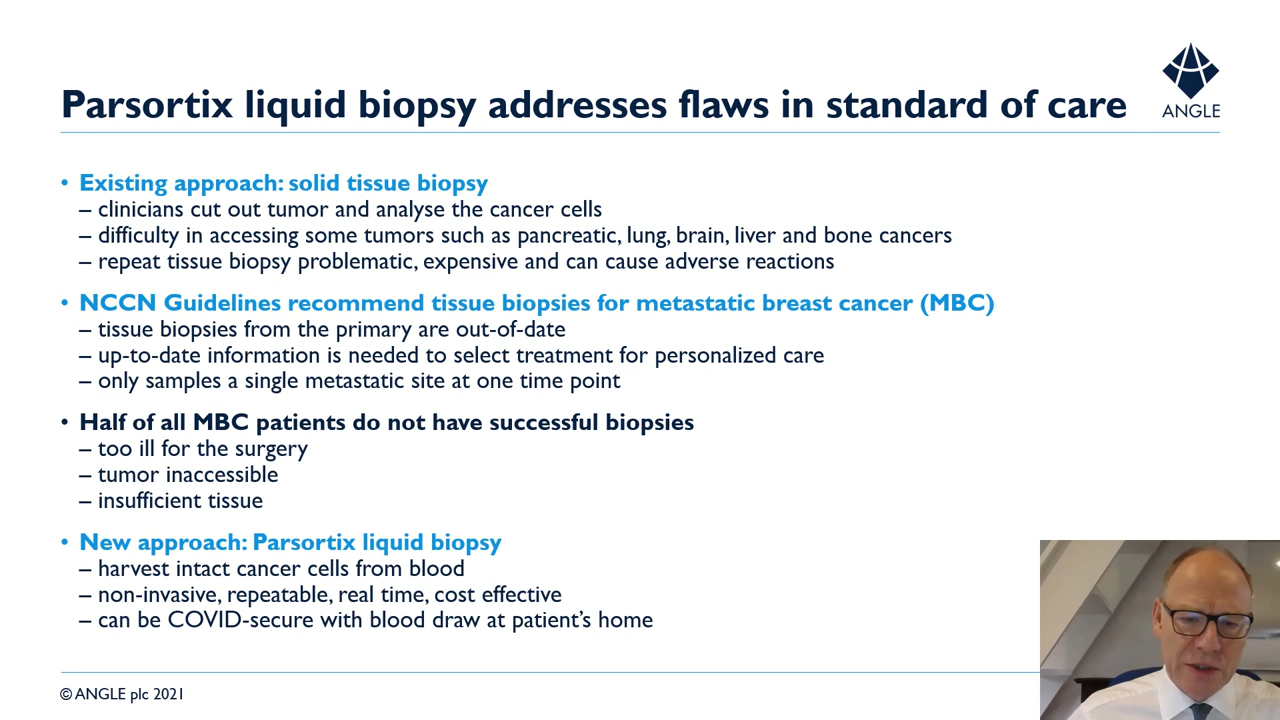 Parsortix liquid biopsy addresses flaws in standard of care
ANGLE
• Existing approach: solid tissue biopsy
– clinicians cut out tumor and analyse the cancer cells
– difficulty in accessing some tumors such as pancreatic, lung, brain, liver and bone cancers
– repeat tissue biopsy problematic, expensive and can cause adverse reactions
• NCCN Guidelines recommend tissue biopsies for metastatic breast cancer (MBC)
– tissue biopsies from the primary are out-of-date
– up-to-date information is needed to select treatment for personalized care
– only samples a single metastatic site at one time point
• Half of all MBC patients do not have successful biopsies
– too ill for the surgery
– tumor inaccessible
– insufficient tissue
• New approach: Parsortix liquid biopsy
– harvest intact cancer cells from blood
– non-invasive, repeatable, real time, cost effective
– can be COVID-secure with blood draw at patient’s home
© ANGLE plc 2021